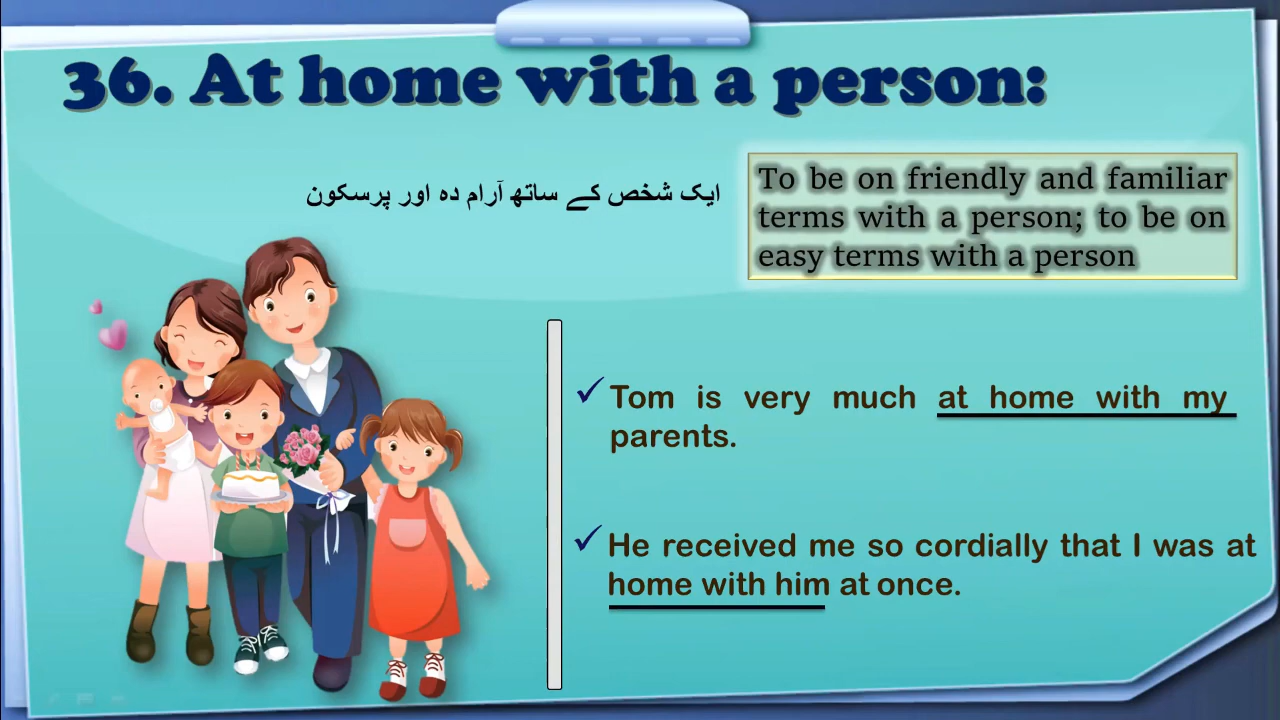 36. At home with a person:
ایک شخص کے ساتھ آرام دہ اور پرسکون
To be on friendly and familiar
terms with a person; to be on
easy terms with a person
Tom is very much at home with my
parents.
He received me so cordially that I was at
home with him at once.